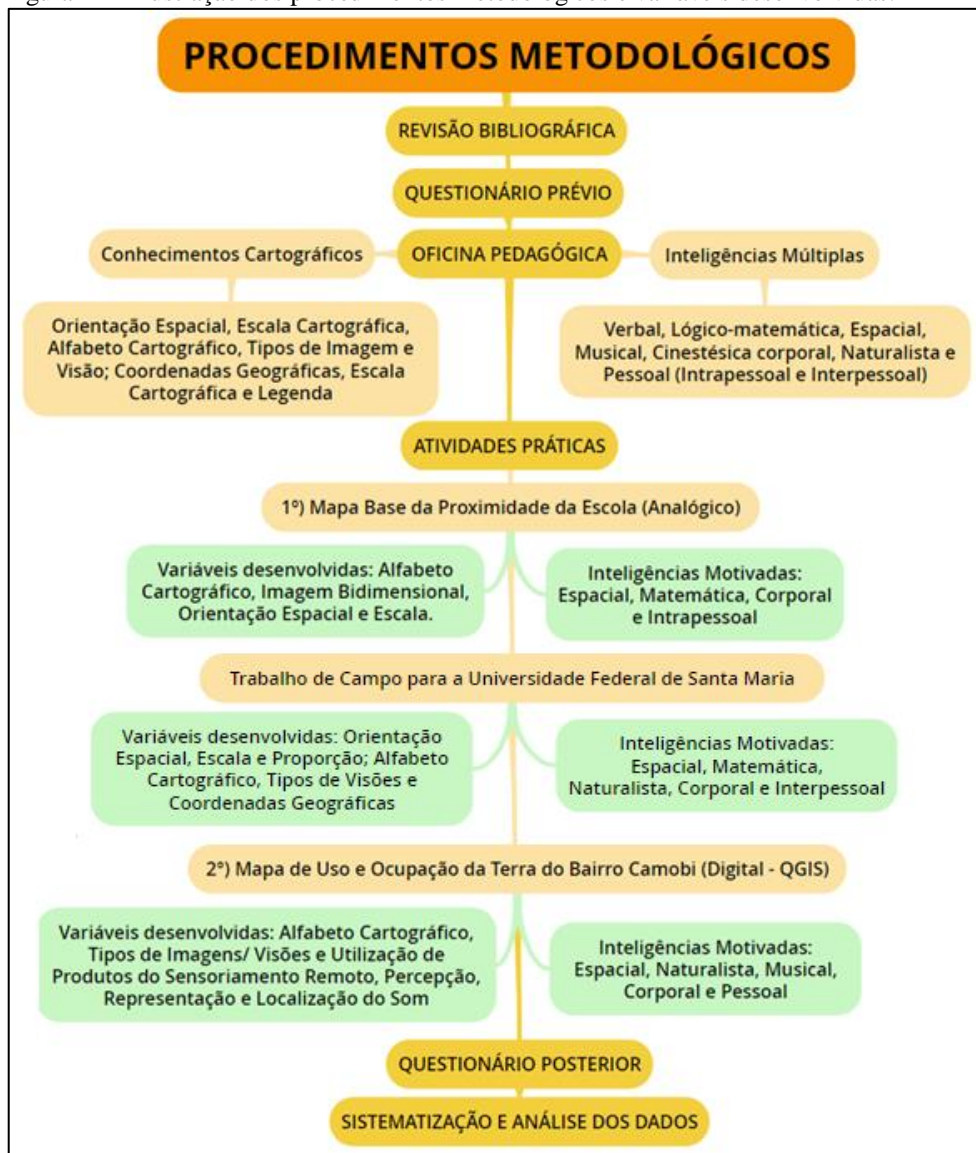 PROCEDIMENTOS METODOLÓGICOS
REVISÃO BIBLIOGRÁFICA
QUESTIONÁRIO PRÉVIO
Conhecimentos Cartográficos
OFICINA PEDAGÓGICA
Inteligências Múltiplas
Orientação Espacial, Escala Cartográfica,
Alfabeto Cartográfico, Tipos de Imagem e
Visão; Coordenadas Geográficas, Escala
Cartográfica e Legenda
Verbal, Lógico-matemática, Espacial,
Musical, Cinestésica corporal, Naturalista e
Pessoal (Intrapessoal e Interpessoal)
ATIVIDADES PRÁTICAS
1º) Mapa Base da Proximidade da Escola (Analógico)
Variáveis desenvolvidas: Alfabeto
Cartográfico, Imagem Bidimensional,
Orientação Espacial e Escala.
Inteligências Motivadas:
Espacial, Matemática, Corporal
e Intrapessoal
Trabalho de Campo para a Universidade Federal de Santa Maria
Variáveis desenvolvidas: Orientação
Espacial, Escala e Proporção; Alfabeto
Cartográfico, Tipos de Visões e
Coordenadas Geográficas
Inteligências Motivadas:
Espacial, Matemática,
Naturalista, Corporal e Interpessoal
2º) Mapa de Uso e Ocupação da Terra do Bairro Camobi (Digital - QGIS)
Variáveis desenvolvidas: Alfabeto Cartográfico,
Tipos de Imagens/ Visões e Utilização de
Produtos do Sensoriamento Remoto, Percepção,
Representação e Localização do Som
Inteligências Motivadas:
Espacial, Naturalista, Musical,
Corporal e Pessoal
QUESTIONÁRIO POSTERIOR
SISTEMATIZAÇÃO E ANÁLISE DOS DADOS